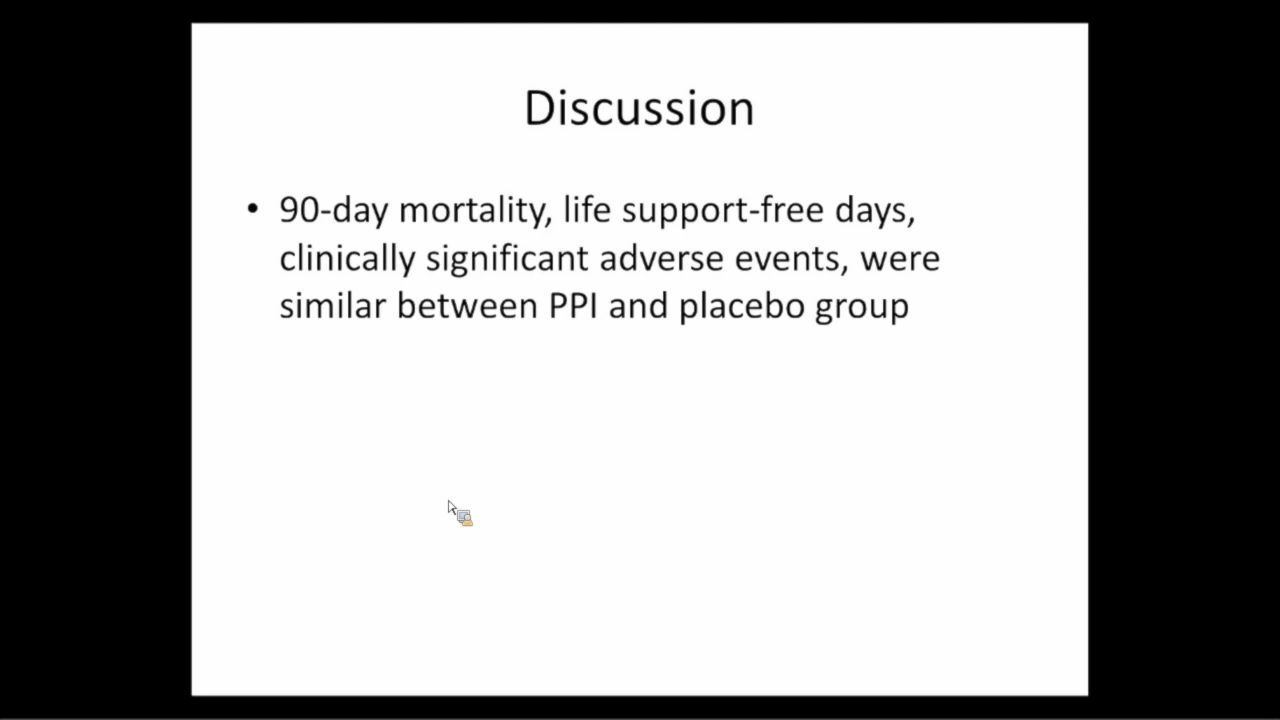 Discussion
• 90-day mortality, life support-free days,
clinically significant adverse events, were
similar between PPI and placebo group